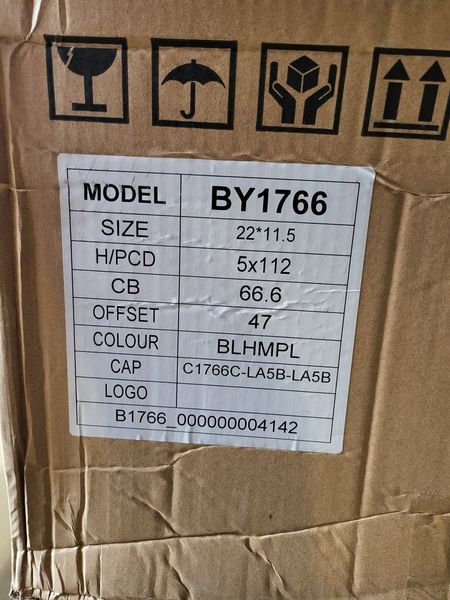 MODEL BY1766
SIZE 22*11.5
H/PCD 5x112
CB 66.6
OFFSET 47
COLOUR BLHMPL
CAP C1766C-LA5B-LA5B
LOGO
B1766_000000004142